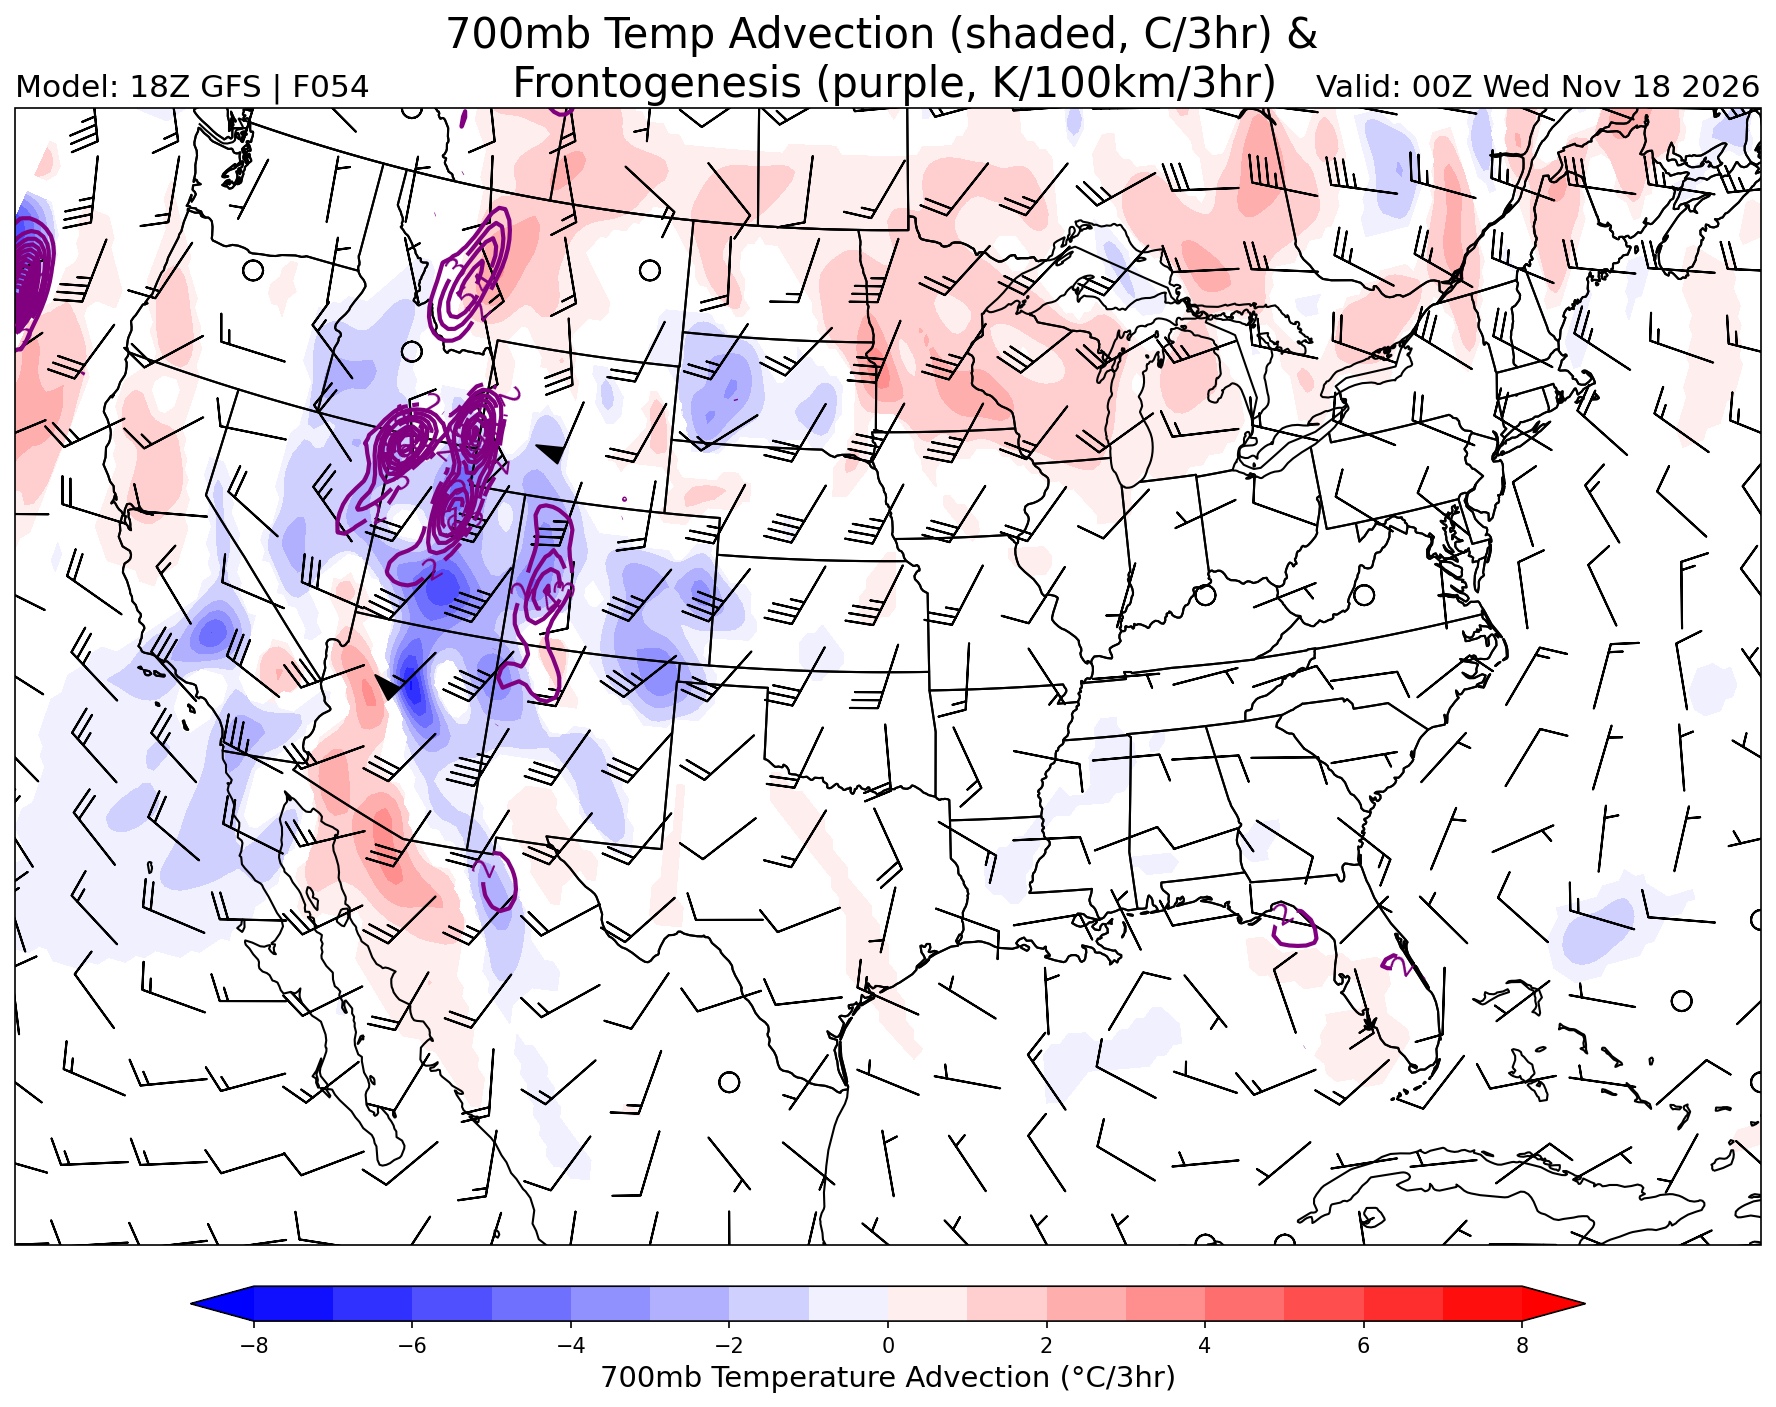 700mb Temp Advection (shaded, C/3hr) &
Frontogenesis (purple, K/100km/3hr)
Model: 18Z GFS | F054
Valid: 00Z Wed Nov 18 2026
−8 −6 −4 −2 0 2 4 6 8
700mb Temperature Advection (°C/3hr)